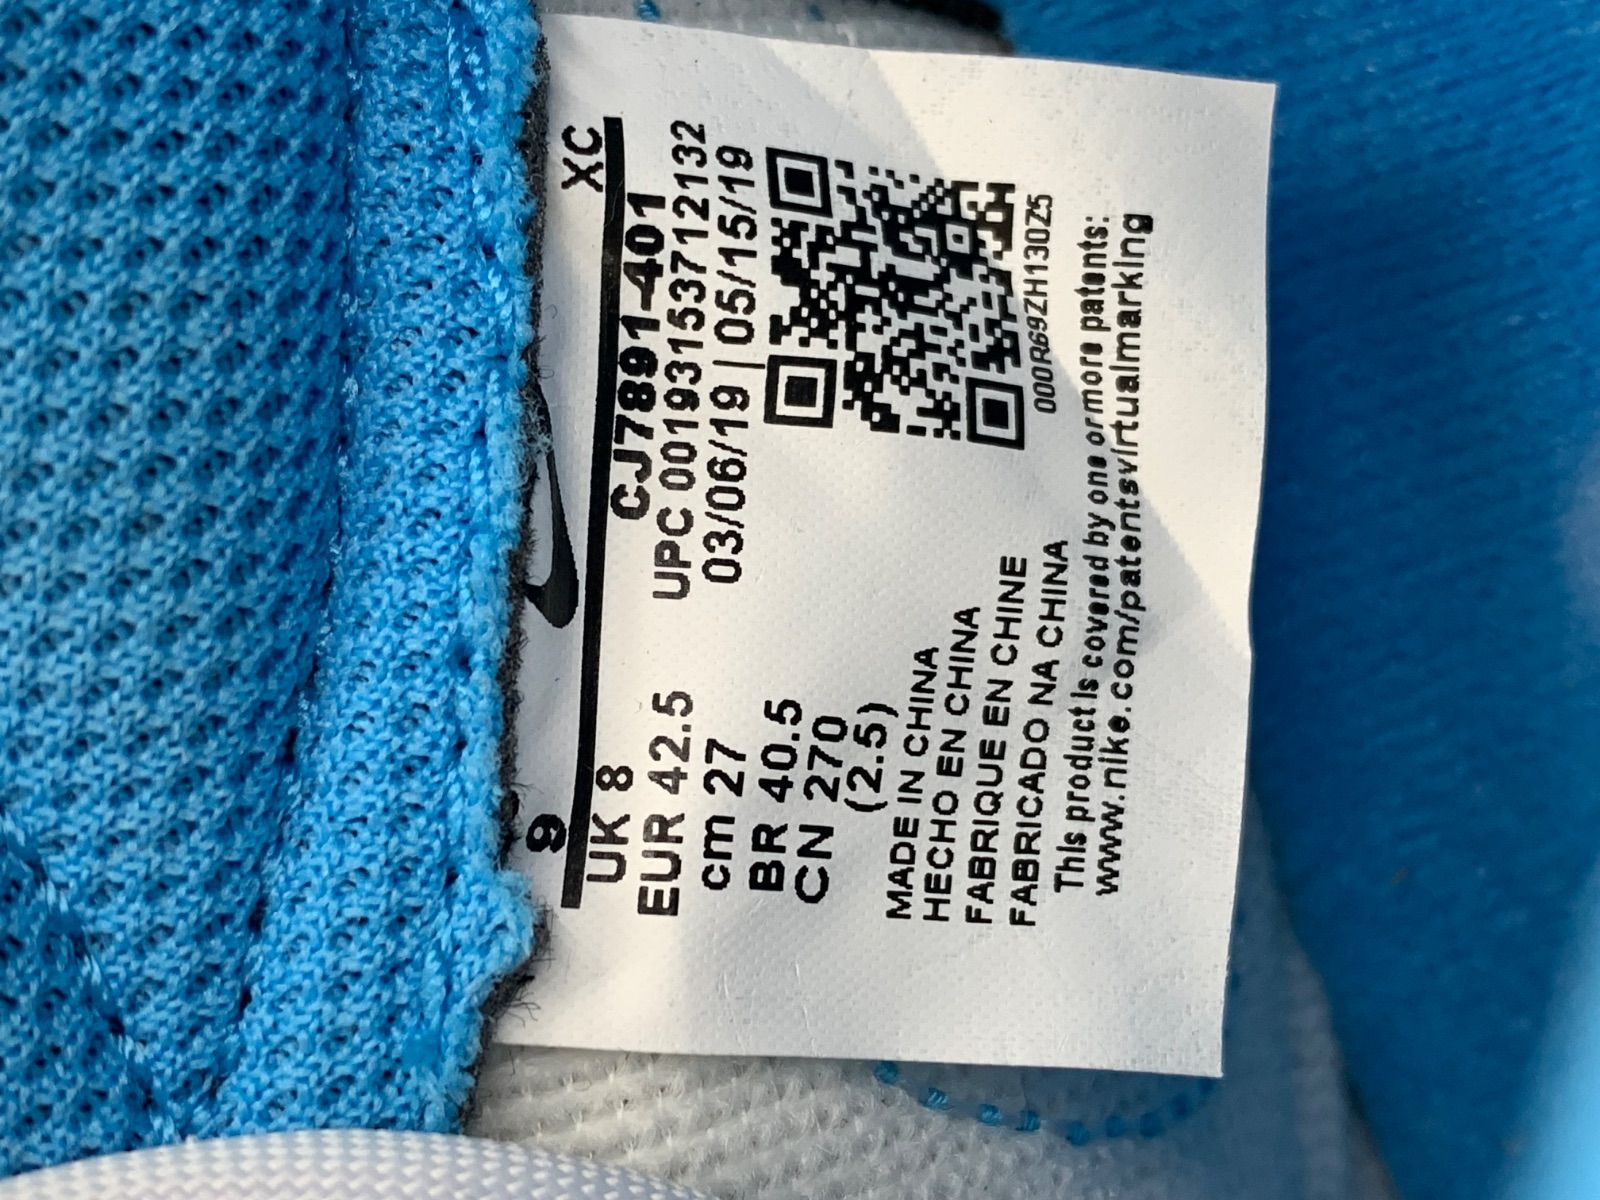 9 XC
UK 8
EUR 42.5
cm 27
BR 40.5
CN 270
(2.5)
CJ7891-401
UPC 00193153712132
03/06/19 | 05/15/19
000R69ZH130Z5
MADE IN CHINA
HECHO EN CHINA
FABRIQUE EN CHINE
FABRICADO NA CHINA
This product is covered by one or more patents:
www.nike.com/patentsvirtualmarking